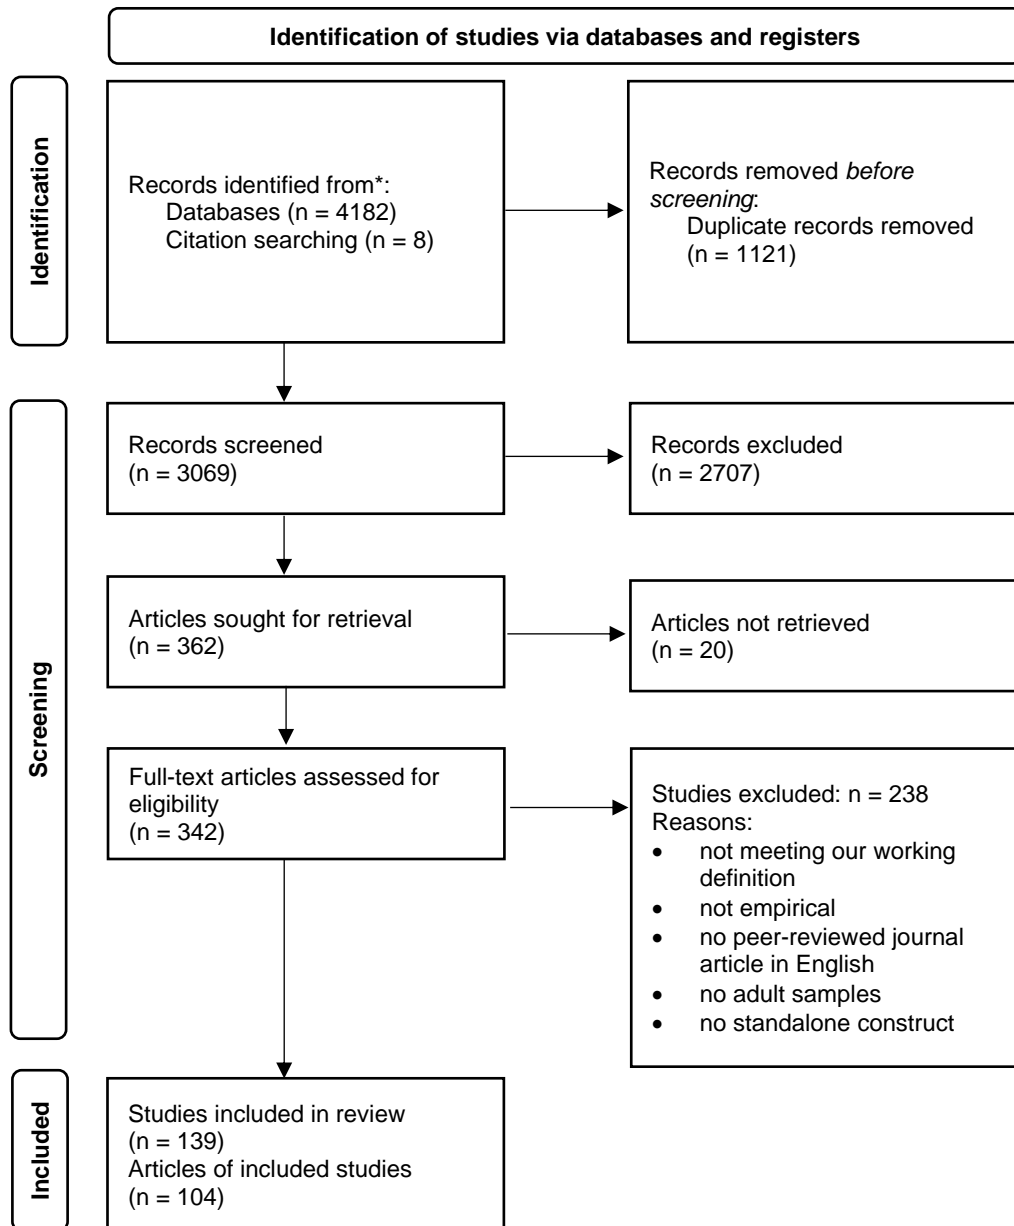 Identification of studies via databases and registers
Identification
Records identified from*:
Databases (n = 4182)
Citation searching (n = 8)
Records removed before
screening:
Duplicate records removed
(n = 1121)
Screening
Records screened
(n = 3069)
Records excluded
(n = 2707)
Articles sought for retrieval
(n = 362)
Articles not retrieved
(n = 20)
Full-text articles assessed for
eligibility
(n = 342)
Studies excluded: n = 238
Reasons:
• not meeting our working
definition
• not empirical
• no peer-reviewed journal
article in English
• no adult samples
• no standalone construct
Included
Studies included in review
(n = 139)
Articles of included studies
(n = 104)